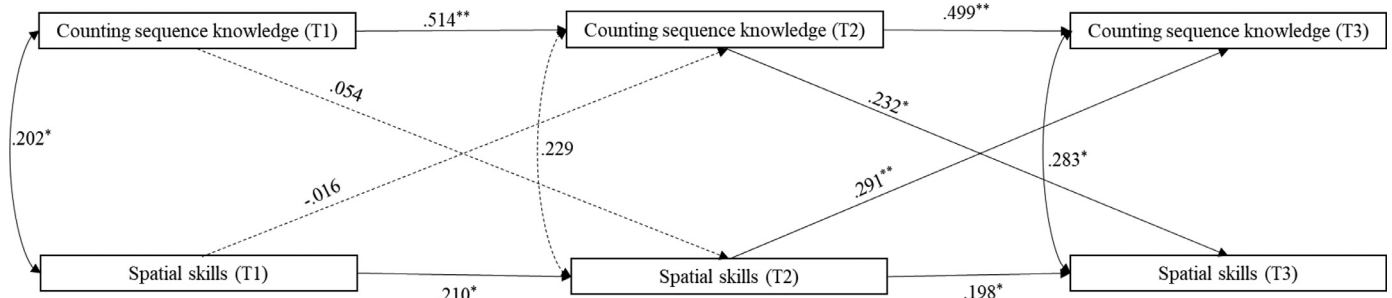 .514**
.499**
Counting sequence knowledge (T1)
Counting sequence knowledge (T2)
Counting sequence knowledge (T3)
.054
.232*
.202*
.229
.283*
-.016
.291**
Spatial skills (T1)
Spatial skills (T2)
Spatial skills (T3)
.210*
.198*